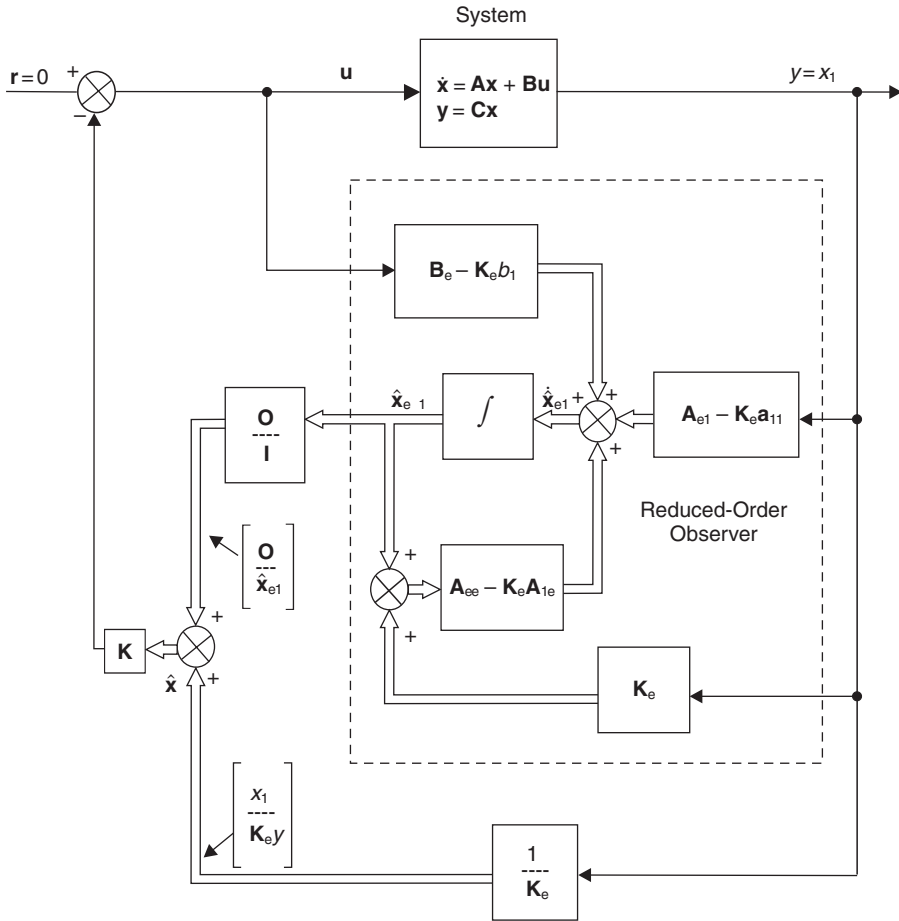 System
r = 0
+
−
u
ẋ = Ax + Bu
y = Cx
y = x₁
Bₑ − Kₑb₁
O
----
I
x̂ₑ ₁
∫
x̂̇ₑ₁
+
+
+
Aₑ₁ − Kₑa₁₁
Reduced-Order
Observer
O
---
x̂ₑ₁
+
+
Aₑₑ − KₑA₁ₑ
K
x̂
+
+
Kₑ
x₁
----
Kₑy
1
----
Kₑ